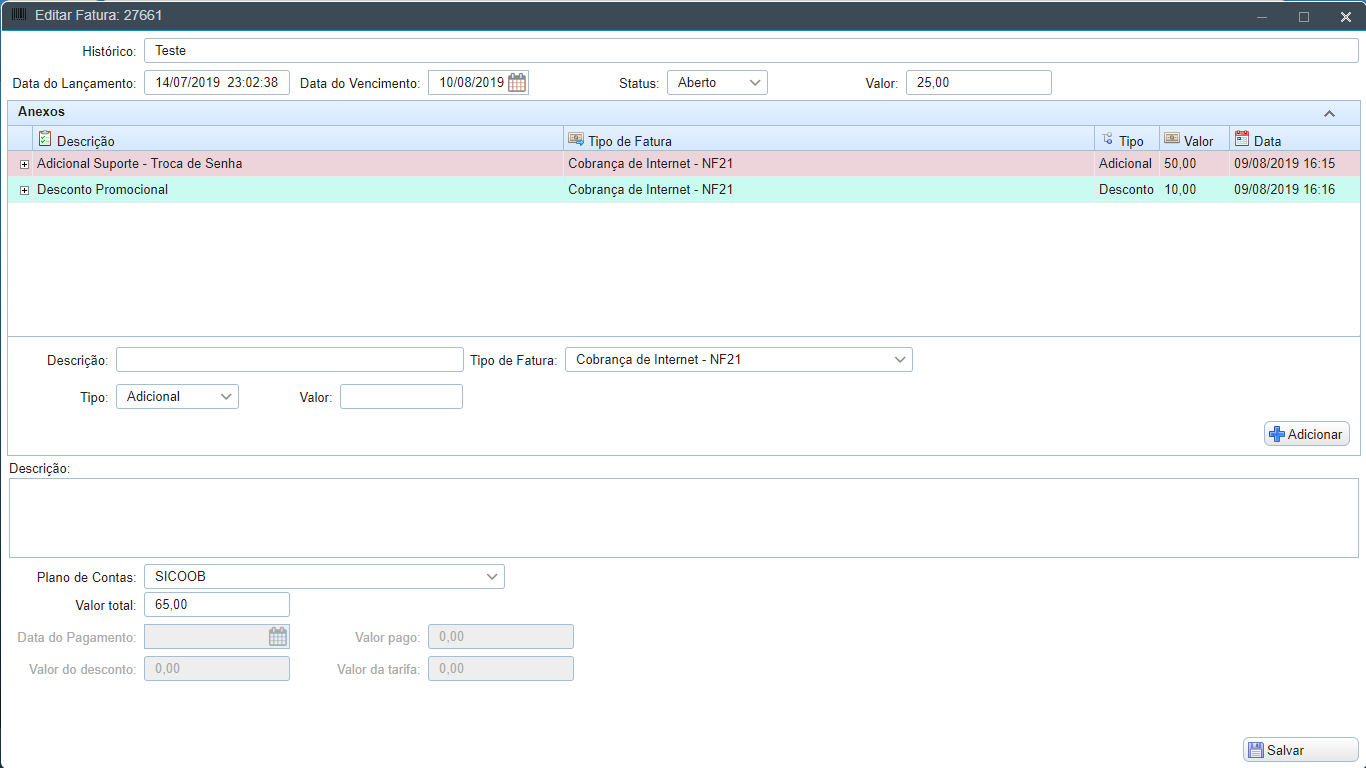 Editar Fatura: 27661
Histórico: Teste
Data do Lançamento: 14/07/2019 23:02:38 Data do Vencimento: 10/08/2019 Status: Aberto Valor: 25,00
Anexos
Descrição Tipo de Fatura Tipo Valor Data
Adicional Suporte - Troca de Senha Cobrança de Internet - NF21 Adicional 50,00 09/08/2019 16:15
Desconto Promocional Cobrança de Internet - NF21 Desconto 10,00 09/08/2019 16:16
Descrição: Tipo de Fatura: Cobrança de Internet - NF21
Tipo: Adicional Valor:
Adicionar
Descrição:
Plano de Contas: SICOOB
Valor total: 65,00
Data do Pagamento: Valor pago: 0,00
Valor do desconto: 0,00 Valor da tarifa: 0,00
Salvar